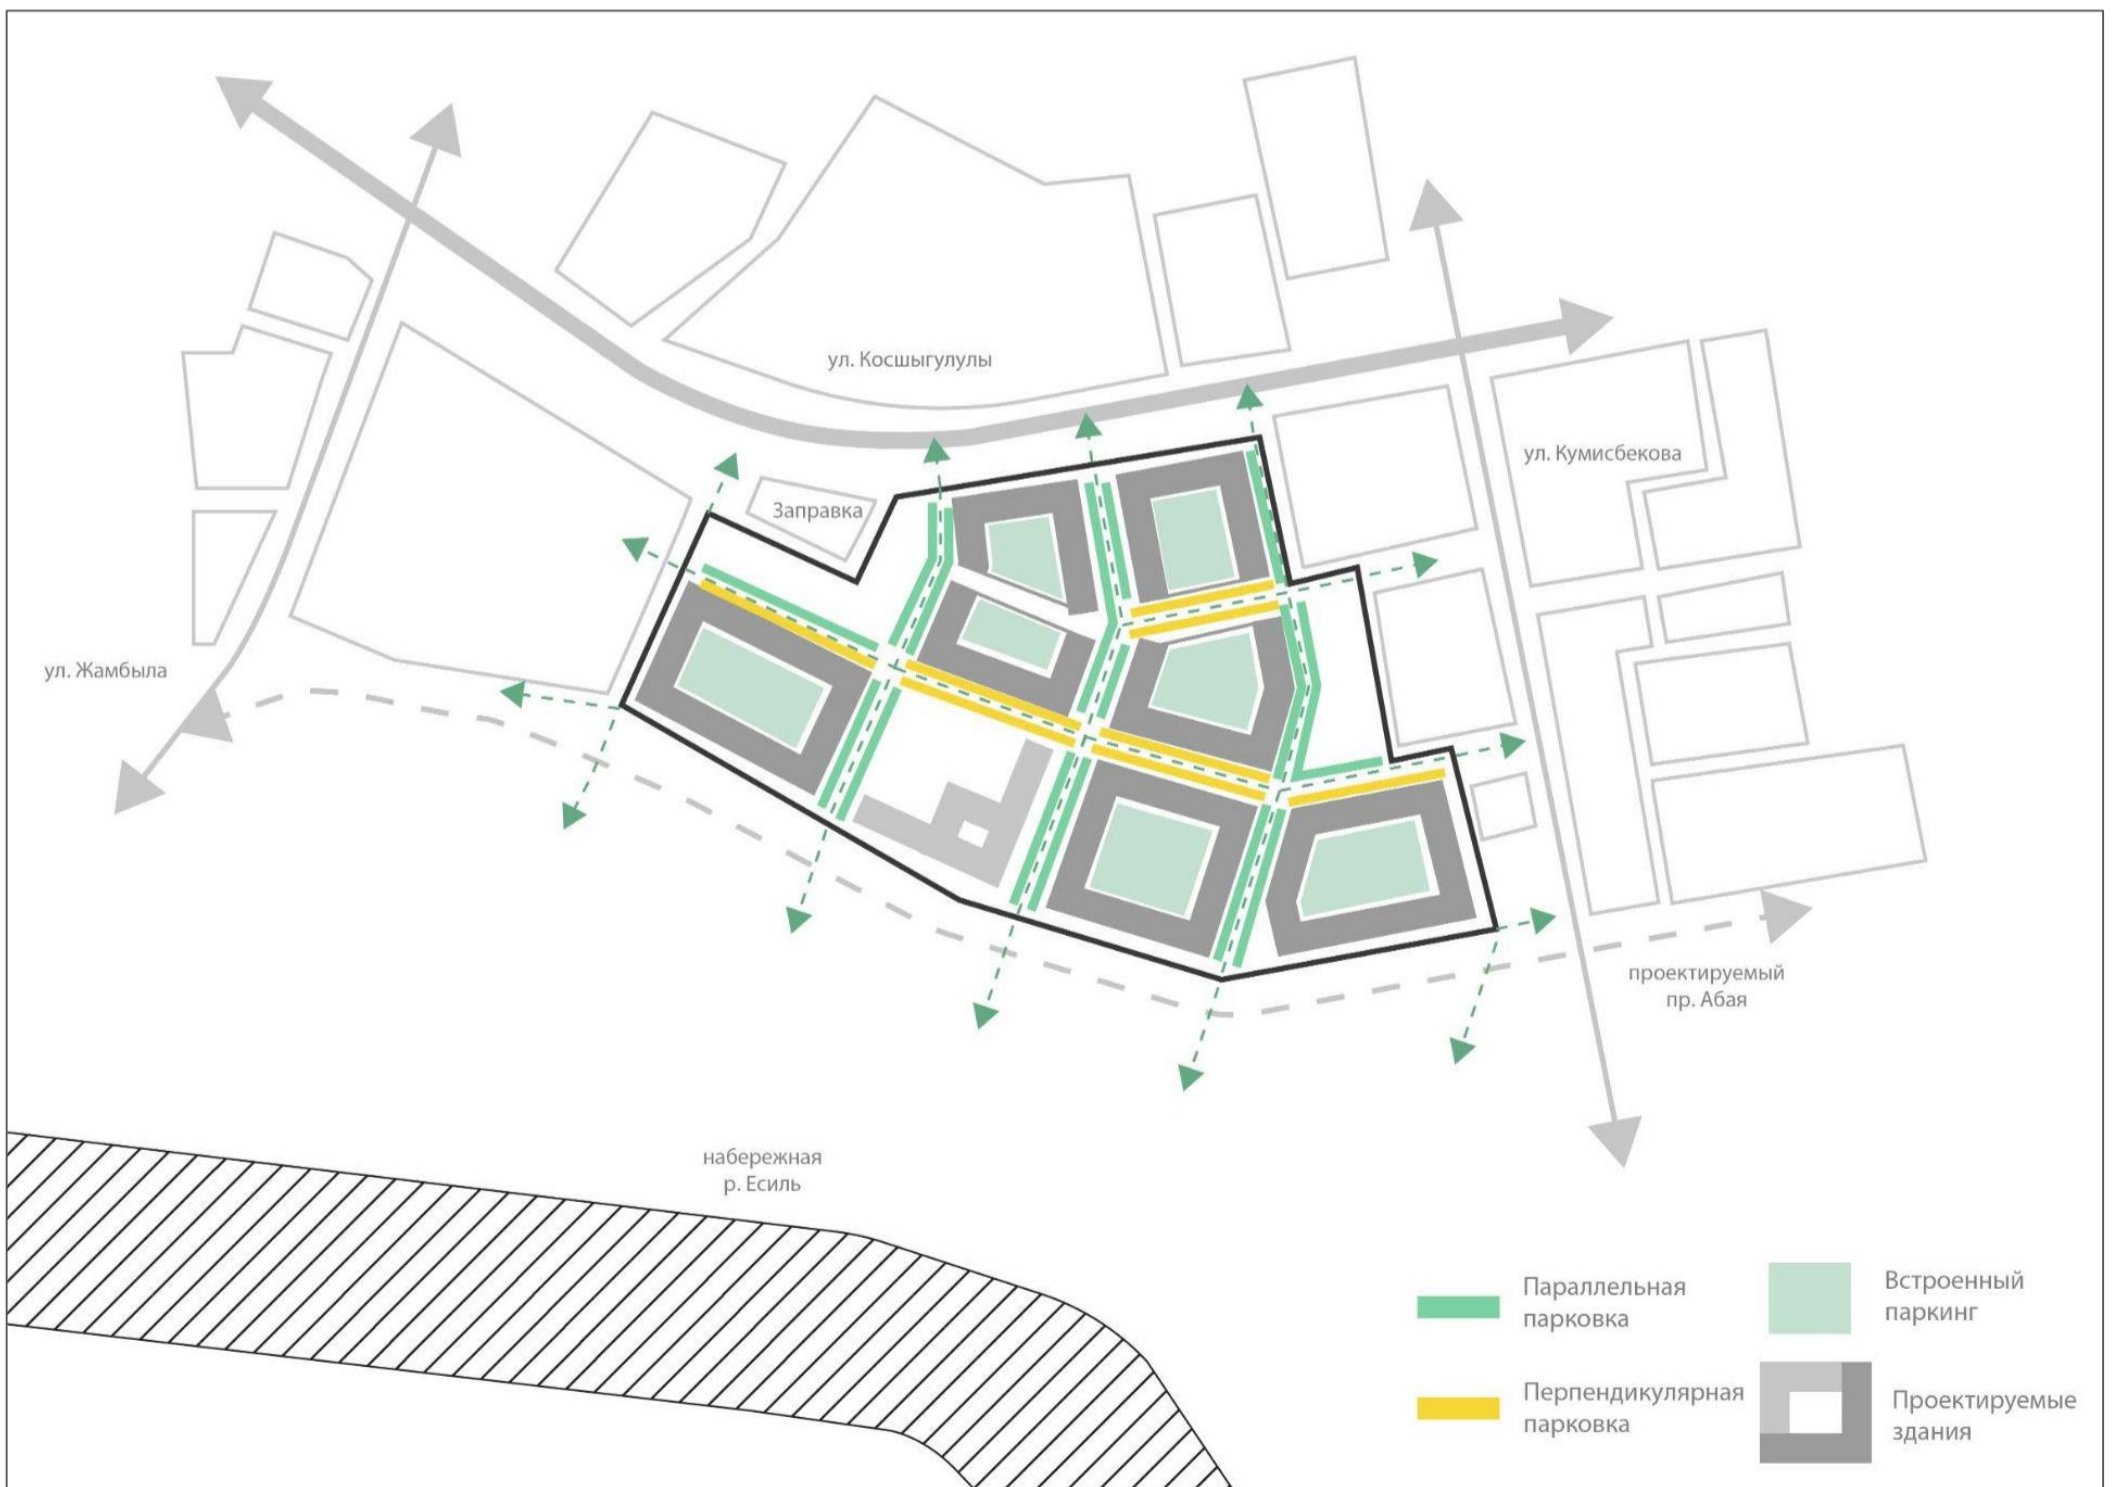 ул. Косшыгулулы
ул. Кумисбекова
Заправка
ул. Жамбыла
проектируемый
пр. Абая
набережная
р. Есиль
Параллельная
парковка
Встроенный
паркинг
Перпендикулярная
парковка
Проектируемые
здания